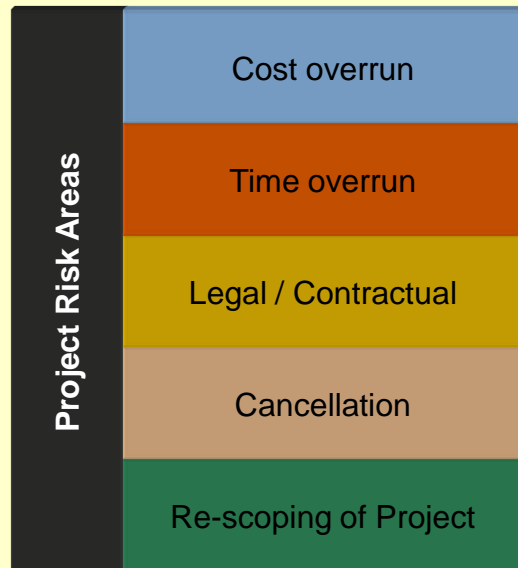 Project Risk Areas
Cost overrun
Time overrun
Legal / Contractual
Cancellation
Re-scoping of Project